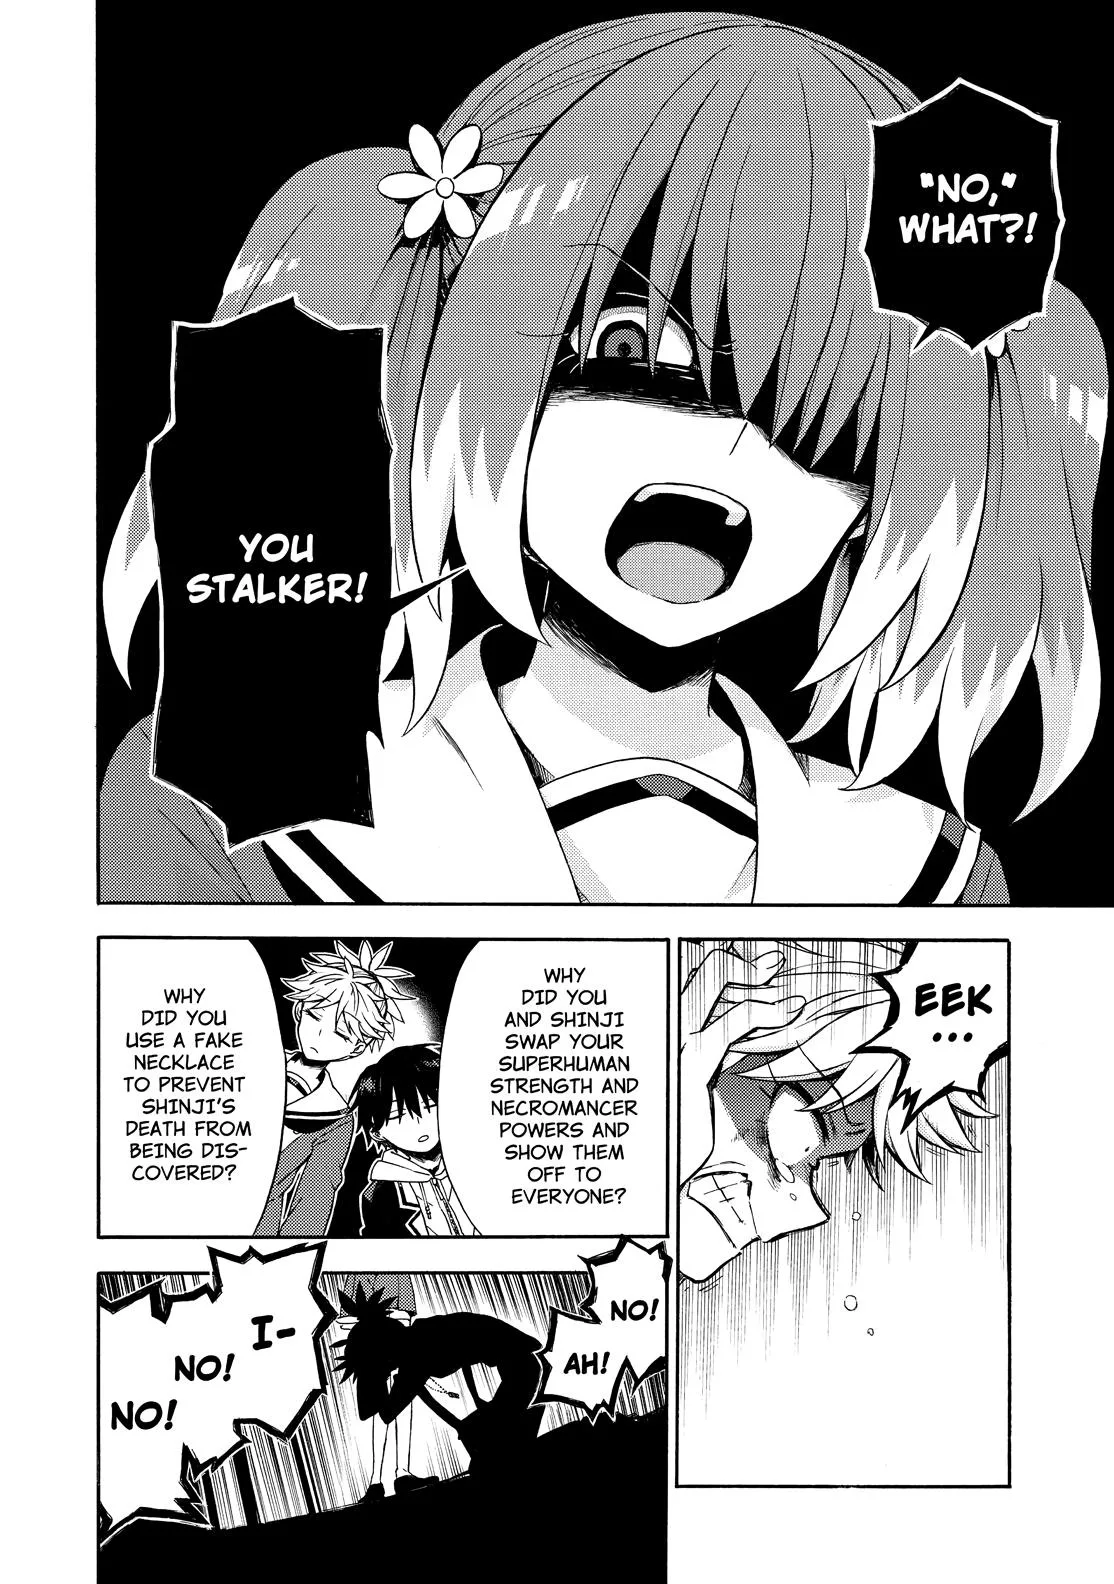 "NO,"
WHAT?!
YOU
STALKER!
EEK
...
WHY
DID YOU
AND SHINJI
SWAP YOUR
SUPERHUMAN
STRENGTH AND
NECROMANCER
POWERS AND
SHOW THEM
OFF TO
EVERYONE?
WHY
DID YOU
USE A FAKE
NECKLACE
TO PREVENT
SHINJI'S
DEATH FROM
BEING DIS-
COVERED?
NO!
AH!
I-
NO!
NO!